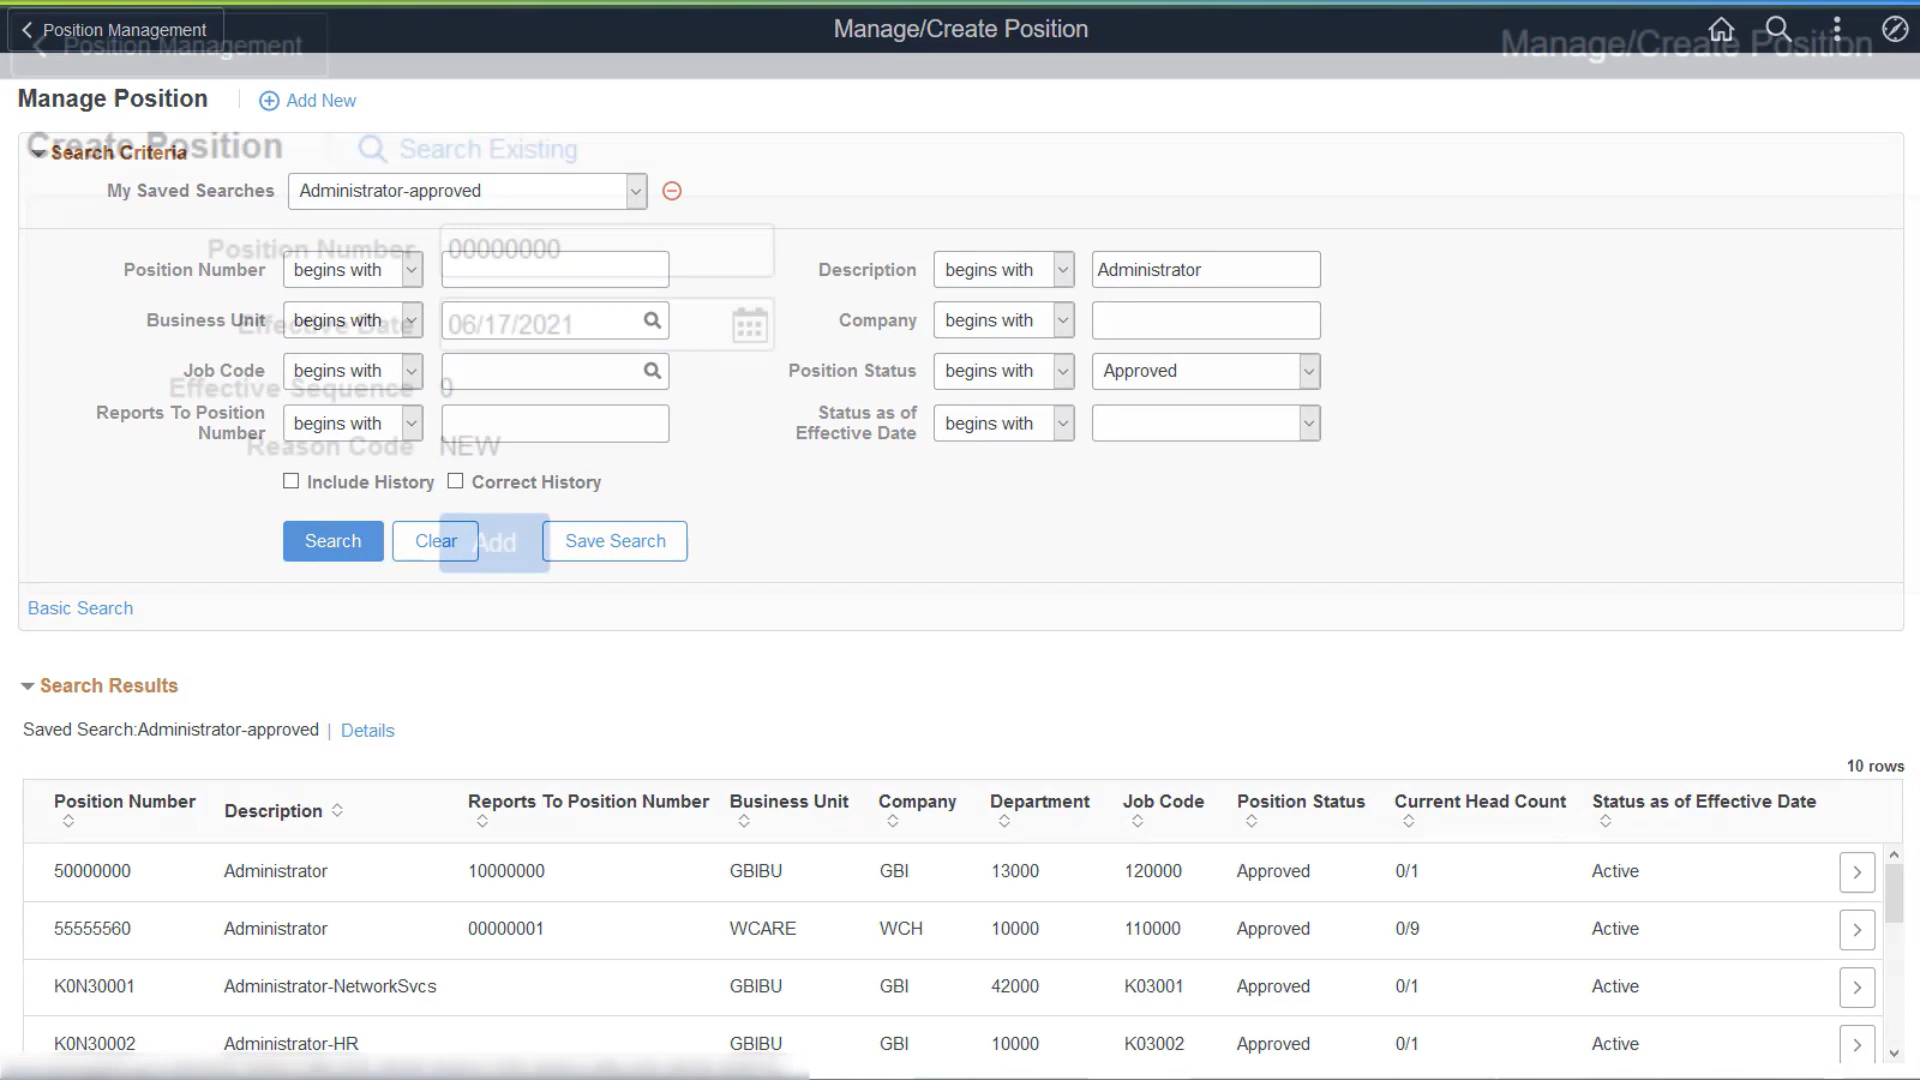 Position Management
Manage/Create Position
Position Management
Manage/Create Position
Manage Position
Add New
Create Position
Search Existing
Search Criteria
My Saved Searches Administrator-approved
Position Number 00000000
Position Number begins with
Description begins with Administrator
Business Unit begins with
Effective Date 06/17/2021
Company begins with
Job Code begins with
Position Status begins with Approved
Effective Sequence 0
Reports To Position Number begins with
Status as of Effective Date begins with
Reason Code NEW
Include History Correct History
Search Clear Add Save Search
Basic Search
Search Results
Saved Search:Administrator-approved | Details
10 rows
Position Number Description Reports To Position Number Business Unit Company Department Job Code Position Status Current Head Count Status as of Effective Date
50000000 Administrator 10000000 GBIBU GBI 13000 120000 Approved 0/1 Active
55555560 Administrator 00000001 WCARE WCH 10000 110000 Approved 0/9 Active
K0N30001 Administrator-NetworkSvcs GBIBU GBI 42000 K03001 Approved 0/1 Active
K0N30002 Administrator-HR GBIBU GBI 10000 K03002 Approved 0/1 Active